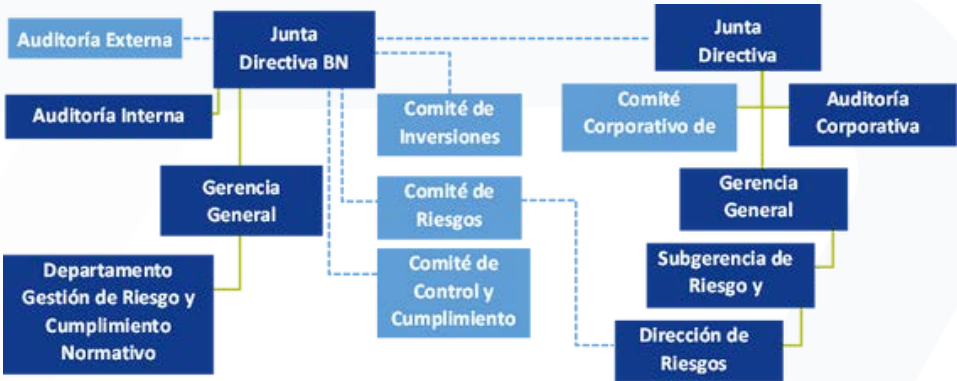 Auditoría Externa
Junta
Directiva BN
Junta
Directiva
Auditoría Interna
Comité de
Inversiones
Comité
Corporativo de
Auditoría
Corporativa
Gerencia
General
Comité de
Riesgos
Gerencia
General
Departamento
Gestión de Riesgo y
Cumplimiento
Normativo
Comité de
Control y
Cumplimiento
Subgerencia de
Riesgo y
Dirección de
Riesgos